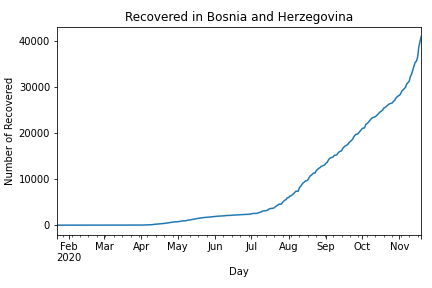 Recovered in Bosnia and Herzegovina
Number of Recovered
40000
30000
20000
10000
0
Feb Mar Apr May Jun Jul Aug Sep Oct Nov
2020
Day